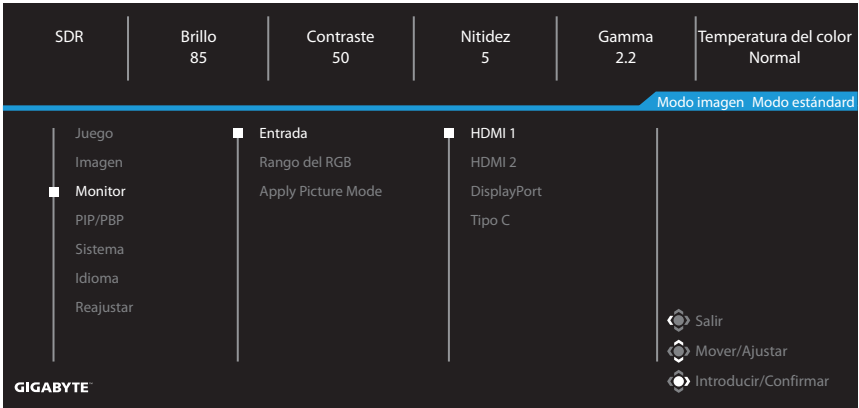 SDR
Brillo
85
Contraste
50
Nitidez
5
Gamma
2.2
Temperatura del color
Normal
Modo imagen Modo estándard
Juego
Imagen
Monitor
PIP/PBP
Sistema
Idioma
Reajustar
Entrada
Rango del RGB
Apply Picture Mode
HDMI 1
HDMI 2
DisplayPort
Tipo C
Salir
Mover/Ajustar
Introducir/Confirmar
GIGABYTE™